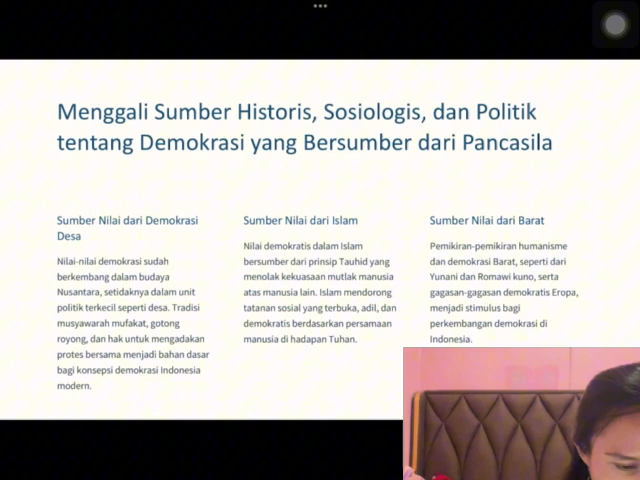 Menggali Sumber Historis, Sosiologis, dan Politik
tentang Demokrasi yang Bersumber dari Pancasila
Sumber Nilai dari Demokrasi
Desa
Nilai-nilai demokrasi sudah
berkembang dalam budaya
Nusantara, setidaknya dalam unit
politik terkecil seperti desa. Tradisi
musyawarah mufakat, gotong
royong, dan hak untuk mengadakan
protes bersama menjadi bahan dasar
bagi konsepsi demokrasi Indonesia
modern.
Sumber Nilai dari Islam
Nilai demokratis dalam Islam
bersumber dari prinsip Tauhid yang
menolak kekuasaan mutlak manusia
atas manusia lain. Islam mendorong
tatanan sosial yang terbuka, adil, dan
demokratis berdasarkan persamaan
manusia di hadapan Tuhan.
Sumber Nilai dari Barat
Pemikiran-pemikiran humanisme
dan demokrasi Barat, seperti dari
Yunani dan Romawi kuno, serta
gagasan-gagasan demokratis Eropa,
menjadi stimulus bagi
perkembangan demokrasi di
Indonesia.